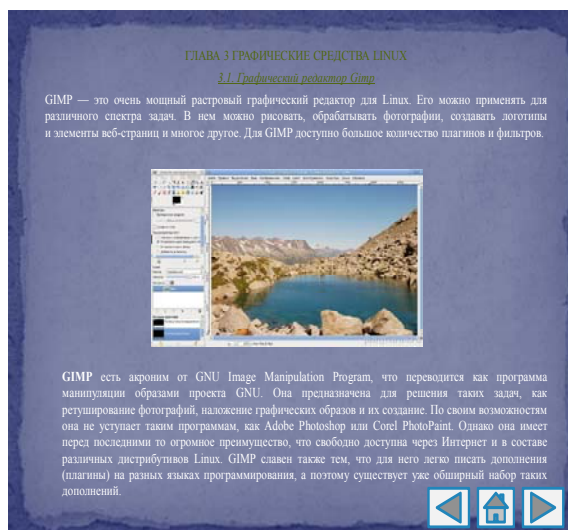 ГЛАВА 3 ГРАФИЧЕСКИЕ СРЕДСТВА LINUX
3.1. Графический редактор Gimp
GIMP — это очень мощный растровый графический редактор для Linux. Его можно применять для
различного спектра задач. В нем можно рисовать, обрабатывать фотографии, создавать логотипы
и элементы веб-страниц и многое другое. Для GIMP доступно большое количество плагинов и фильтров.
GIMP есть акроним от GNU Image Manipulation Program, что переводится как программа
манипуляции образами проекта GNU. Она предназначена для решения таких задач, как
ретуширование фотографий, наложение графических образов и их создание. По своим возможностям
она не уступает таким программам, как Adobe Photoshop или Corel PhotoPaint. Однако она имеет
перед последними то огромное преимущество, что свободно доступна через Интернет и в составе
различных дистрибутивов Linux. GIMP славен также тем, что для него легко писать дополнения
(плагины) на разных языках программирования, а поэтому существует уже обширный набор таких
дополнений.